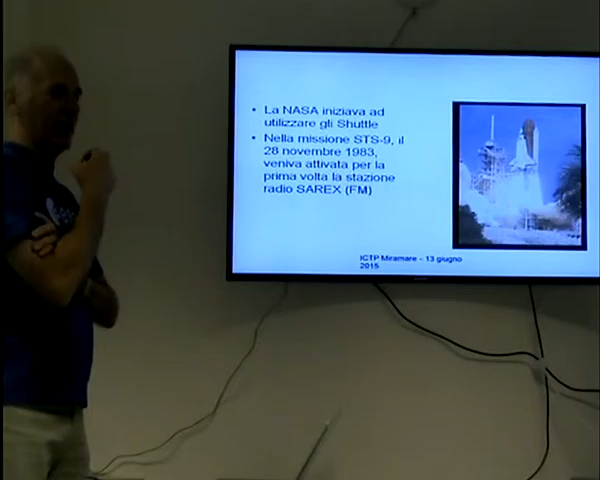 • La NASA iniziava ad
utilizzare gli Shuttle
• Nella missione STS-9, il
28 novembre 1983,
veniva attivata per la
prima volta la stazione
radio SAREX (FM)
ICTP Miramare – 13 giugno
2015